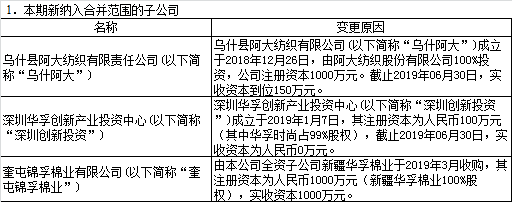 1．本期新纳入合并范围的子公司
名称
变更原因
乌什县阿大纺织有限责任公司(以下简
称“乌什阿大”)
乌什县阿大纺织有限公司(以下简称“乌什阿大”)成立
于2018年12月26日，由阿大纺织股份有限公司100%投
资，公司注册资本1000万元。截止2019年06月30日，实
收资本到位150万元。
深圳华孚创新产业投资中心(以下简称
“深圳创新投资”)
深圳华孚创新产业投资中心(以下简称“深圳创新投资
”)成立于2019年1月7日，其注册资本为人民币100万元
（其中华孚时尚占99%股权），截止2019年06月30日，实
收资本为人民币0万元。
奎屯锦孚棉业有限公司(以下简称“奎
屯锦孚棉业”)
由本公司全资子公司新疆华孚棉业于2019年3月收购，其
注册资本为人民币1000万元（新疆华孚棉业100%股
权），实收资本1000万元。